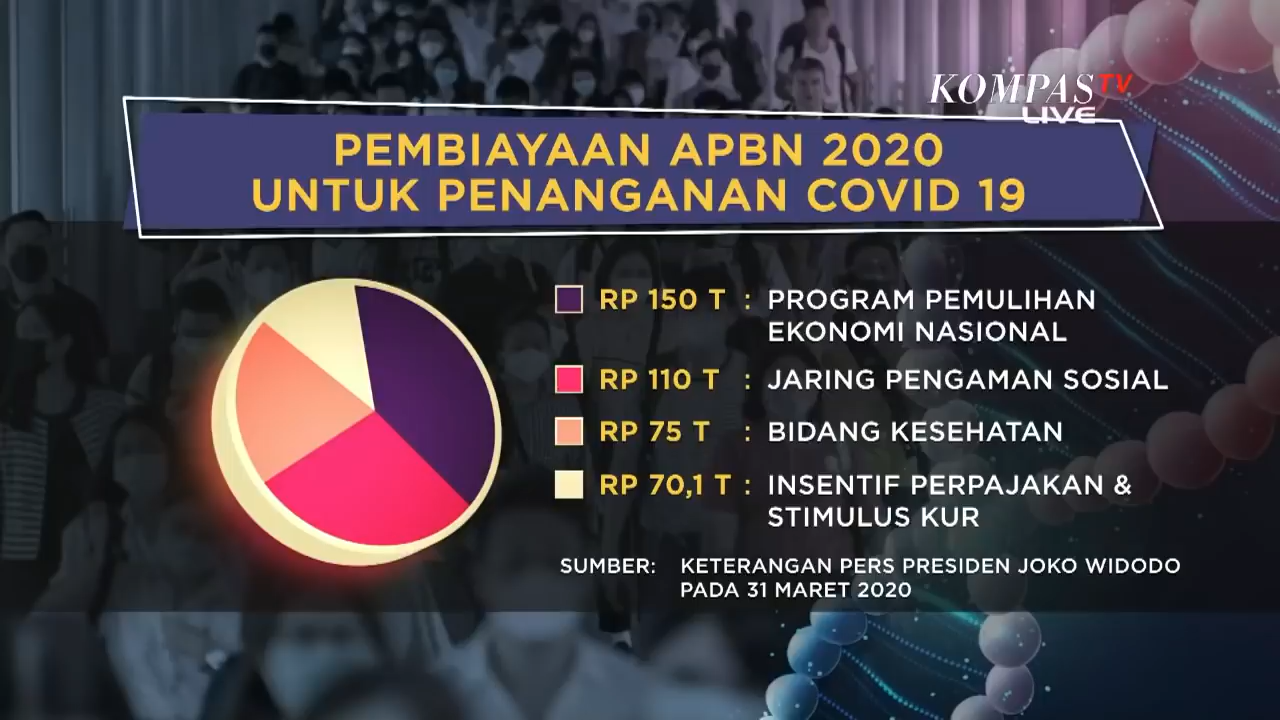 KOMPAS TV
LIVE
PEMBIAYAAN APBN 2020
UNTUK PENANGANAN COVID 19
RP 150 T : PROGRAM PEMULIHAN
EKONOMI NASIONAL
RP 110 T : JARING PENGAMAN SOSIAL
RP 75 T : BIDANG KESEHATAN
RP 70,1 T : INSENTIF PERPAJAKAN &
STIMULUS KUR
SUMBER: KETERANGAN PERS PRESIDEN JOKO WIDODO
PADA 31 MARET 2020